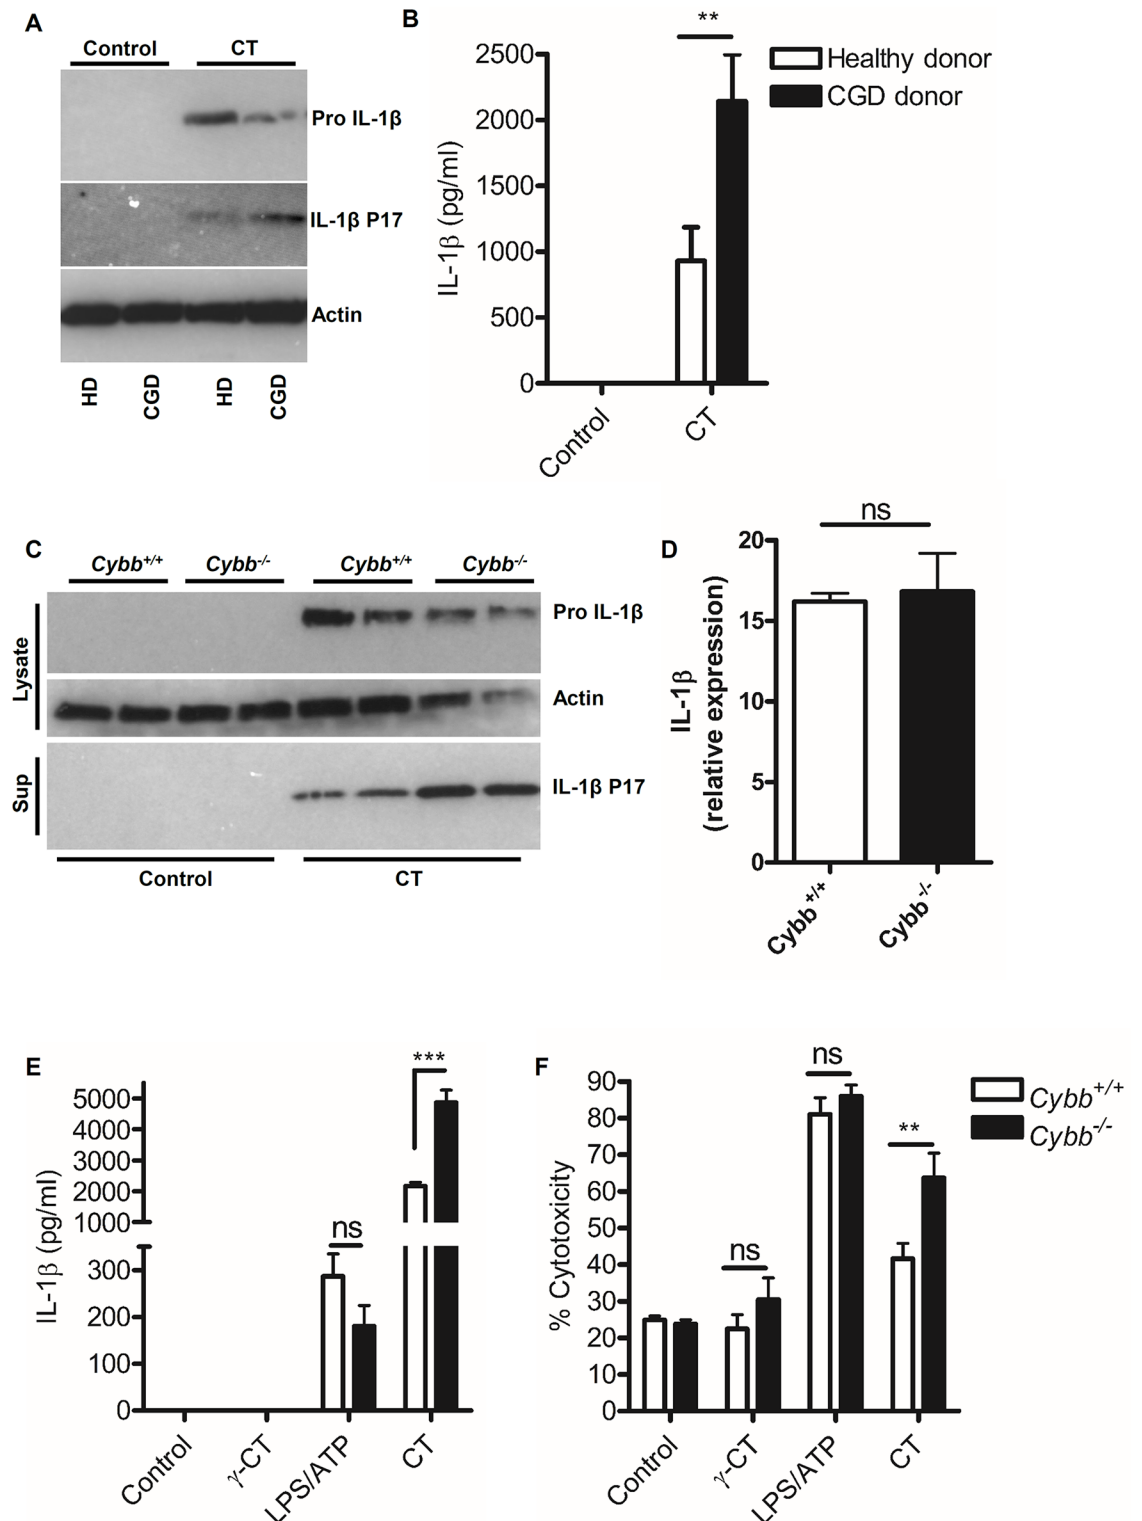 A
Control
CT
Pro IL-1β
IL-1β P17
Actin
HD
CGD
HD
CGD
B
**
2500
2000
1500
1000
500
0
IL-1β (pg/ml)
Control
CT
Healthy donor
CGD donor
C
Cybb+/+
Cybb-/-
Cybb+/+
Cybb-/-
Lysate
Pro IL-1β
Actin
Sup
IL-1β P17
Control
CT
D
ns
20
15
10
5
0
IL-1β
(relative expression)
Cybb+/+
Cybb-/-
E
***
5000
4000
3000
2000
1000
ns
300
200
100
0
IL-1β (pg/ml)
Control
γ-CT
LPS/ATP
CT
F
ns
**
ns
90
80
70
60
50
40
30
20
10
0
% Cytotoxicity
Control
γ-CT
LPS/ATP
CT
Cybb+/+
Cybb-/-